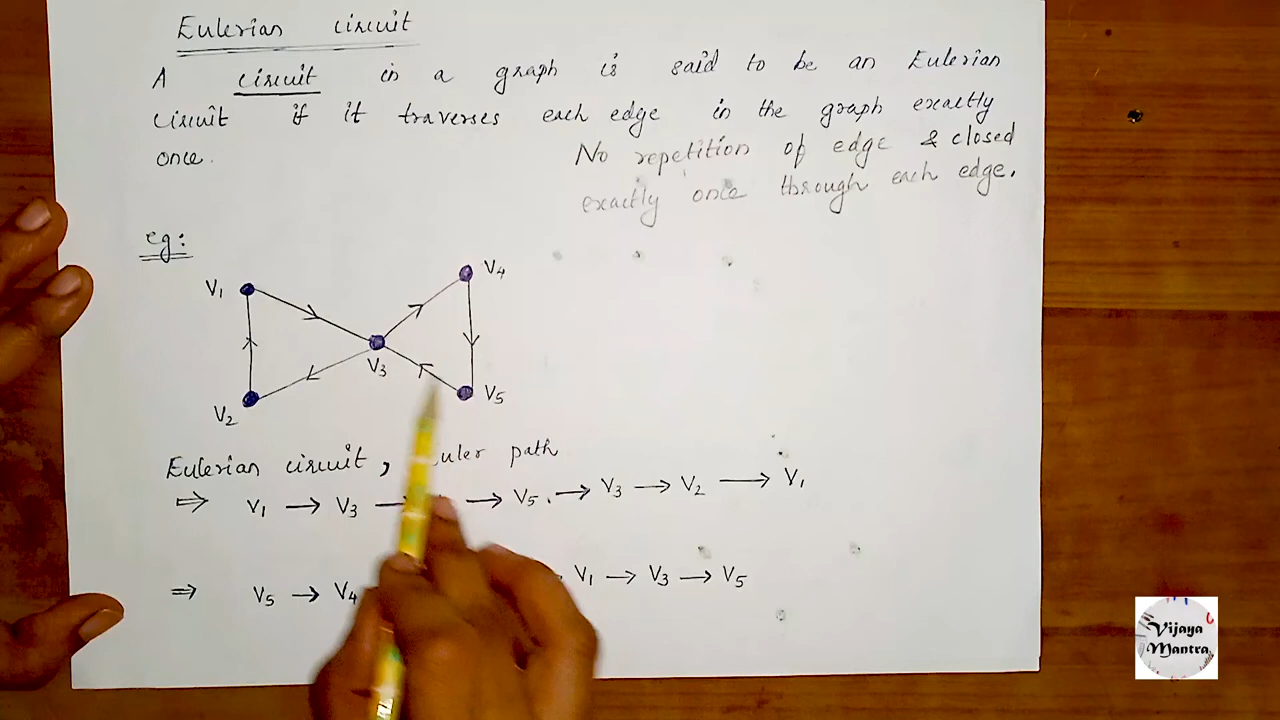 Eulerian circuit
A circuit in a graph is said to be an Eulerian
circuit if it traverses each edge in the graph exactly
once.
No repetition of edge & closed
exactly once through each edge.
eg:
V1
V4
V3
V2
V5
Eulerian circuit, uler path
⇒ V1 → V3 → V5. → V3 → V2 → V1
⇒ V5 → V4 V1 → V3 → V5
Vijaya
Mantra